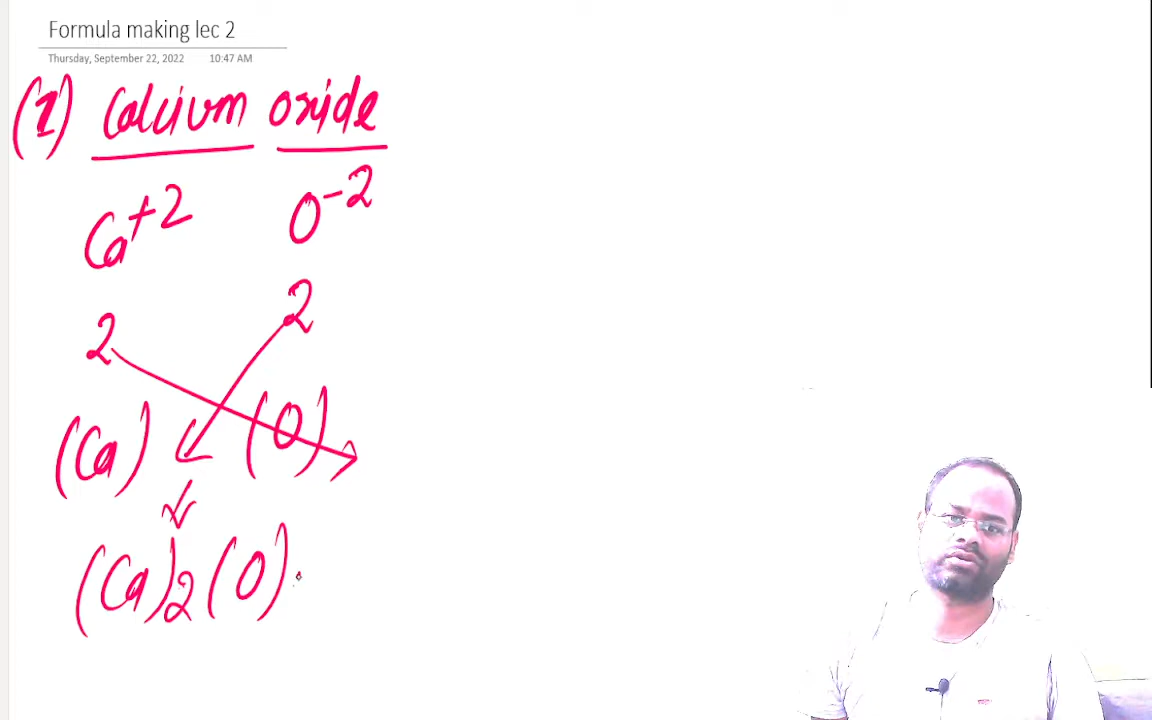 Formula making lec 2
Thursday, September 22, 2022 10:47 AM
(1) Calcium oxide
Ca+2 O-2
2 2
(Ca) (O)
(Ca)2(O)